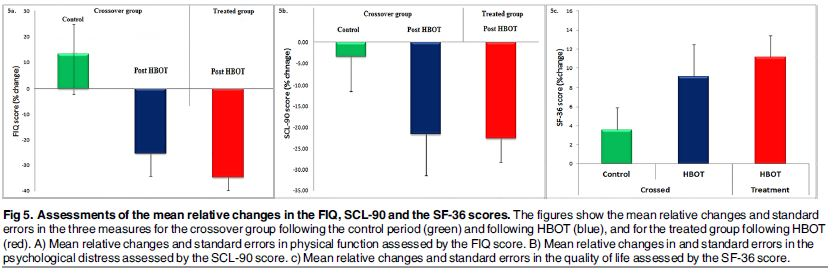 5a.
Crossover group
Treated group
Control
Post HBOT
Post HBOT
FIQ score (% change)
30
20
10
0
-10
-20
-30
-40
5b.
Crossover group
Treated group
Control
Post HBOT
Post HBOT
SCL-90 score (% chnage)
0.00
-5.00
-10.00
-15.00
-20.00
-25.00
-30.00
-35.00
5c.
SF-36 score(%change)
16
14
12
10
8
6
4
2
0
Control
HBOT
HBOT
Crossed
Treatment
Fig 5. Assessments of the mean relative changes in the FIQ, SCL-90 and the SF-36 scores. The figures show the mean relative changes and standard
errors in the three measures for the crossover group following the control period (green) and following HBOT (blue), and for the treated group following HBOT
(red). A) Mean relative changes and standard errors in physical function assessed by the FIQ score. B) Mean relative changes in and standard errors in the
psychological distress assessed by the SCL-90 score. c) Mean relative changes and standard errors in the quality of life assessed by the SF-36 score.